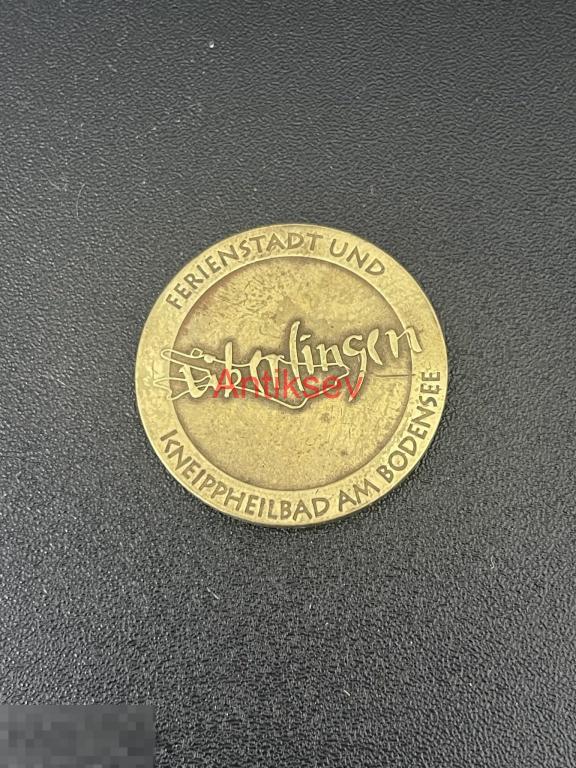 FERIENSTADT UND
Überlingen
Antiksev
KNEIPPHEILBAD AM BODENSEE